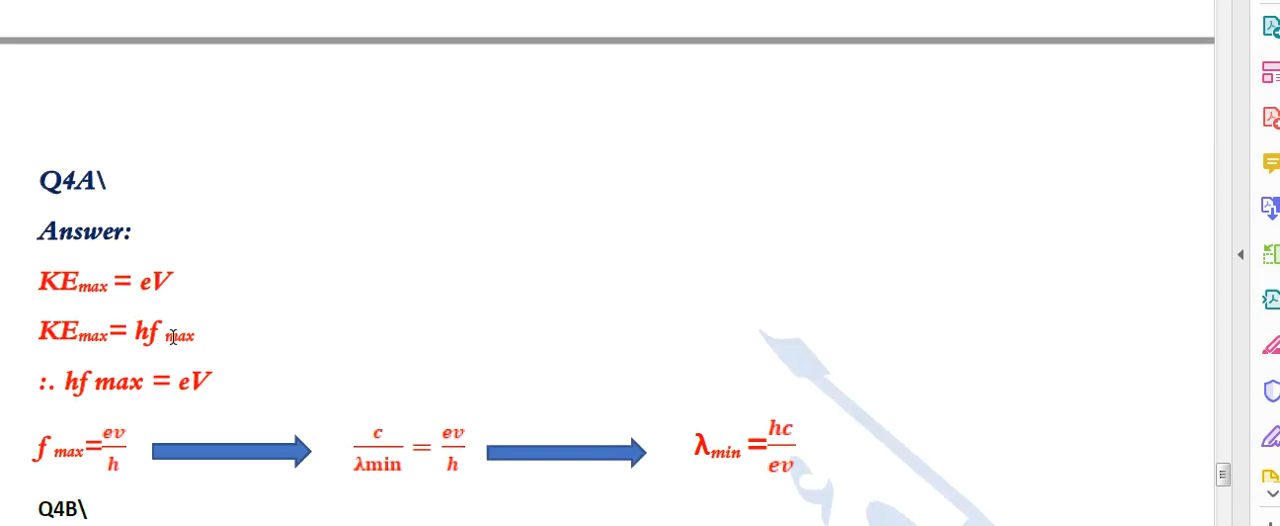 Q4A\
Answer:
KEmax = eV
KEmax= hf max
:. hf max = eV
f max=ev/h c/λmin = ev/h λmin =hc/ev
Q4B\